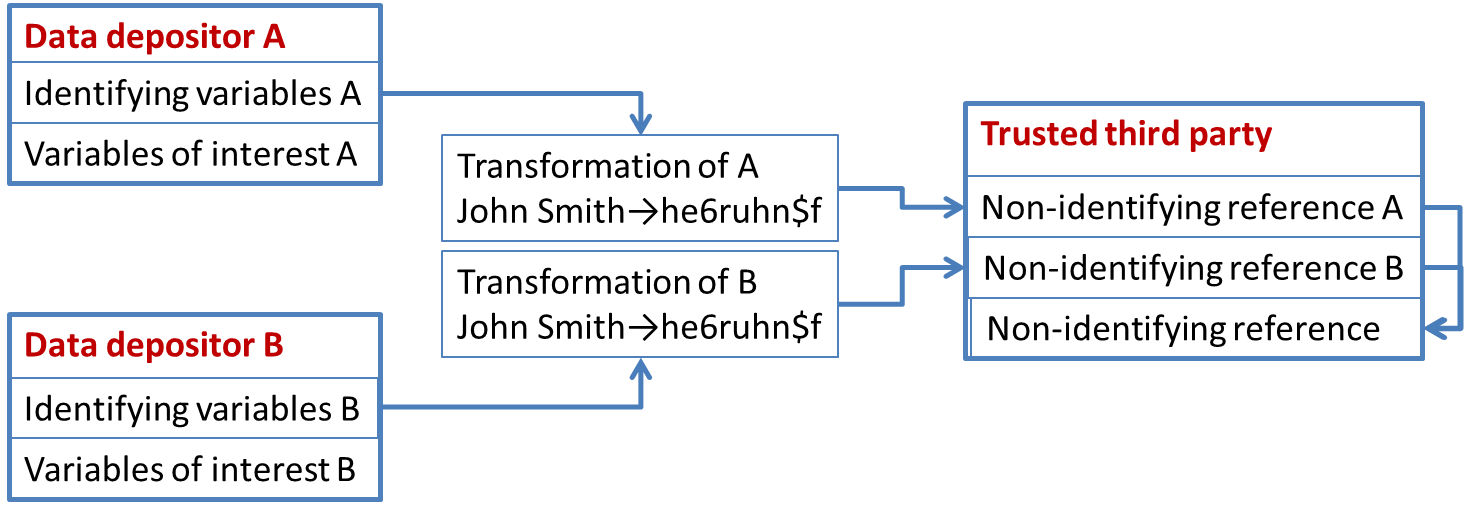 Data depositor A
Identifying variables A
Variables of interest A
Transformation of A
John Smith→he6ruhn$f
Transformation of B
John Smith→he6ruhn$f
Data depositor B
Identifying variables B
Variables of interest B
Trusted third party
Non-identifying reference A
Non-identifying reference B
Non-identifying reference